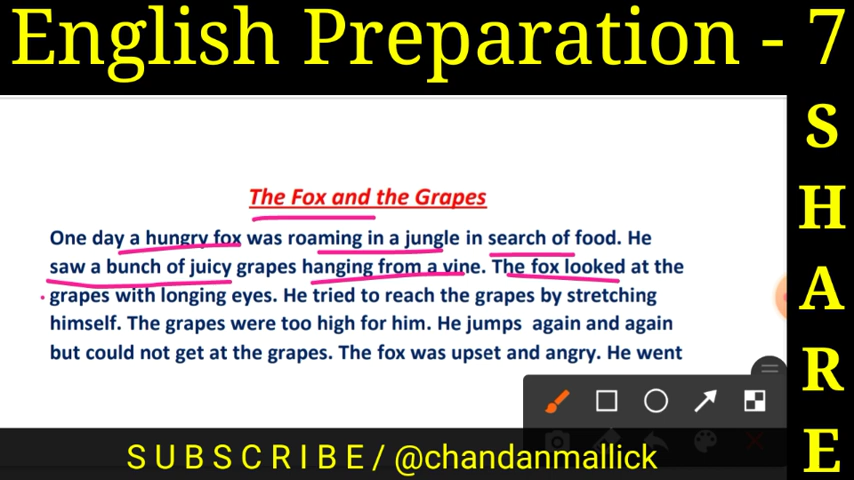 English Preparation - 7
The Fox and the Grapes
One day a hungry fox was roaming in a jungle in search of food. He
saw a bunch of juicy grapes hanging from a vine. The fox looked at the
grapes with longing eyes. He tried to reach the grapes by stretching
himself. The grapes were too high for him. He jumps again and again
but could not get at the grapes. The fox was upset and angry. He went
SHARE
SUBSCRIBE/ @chandanmallick